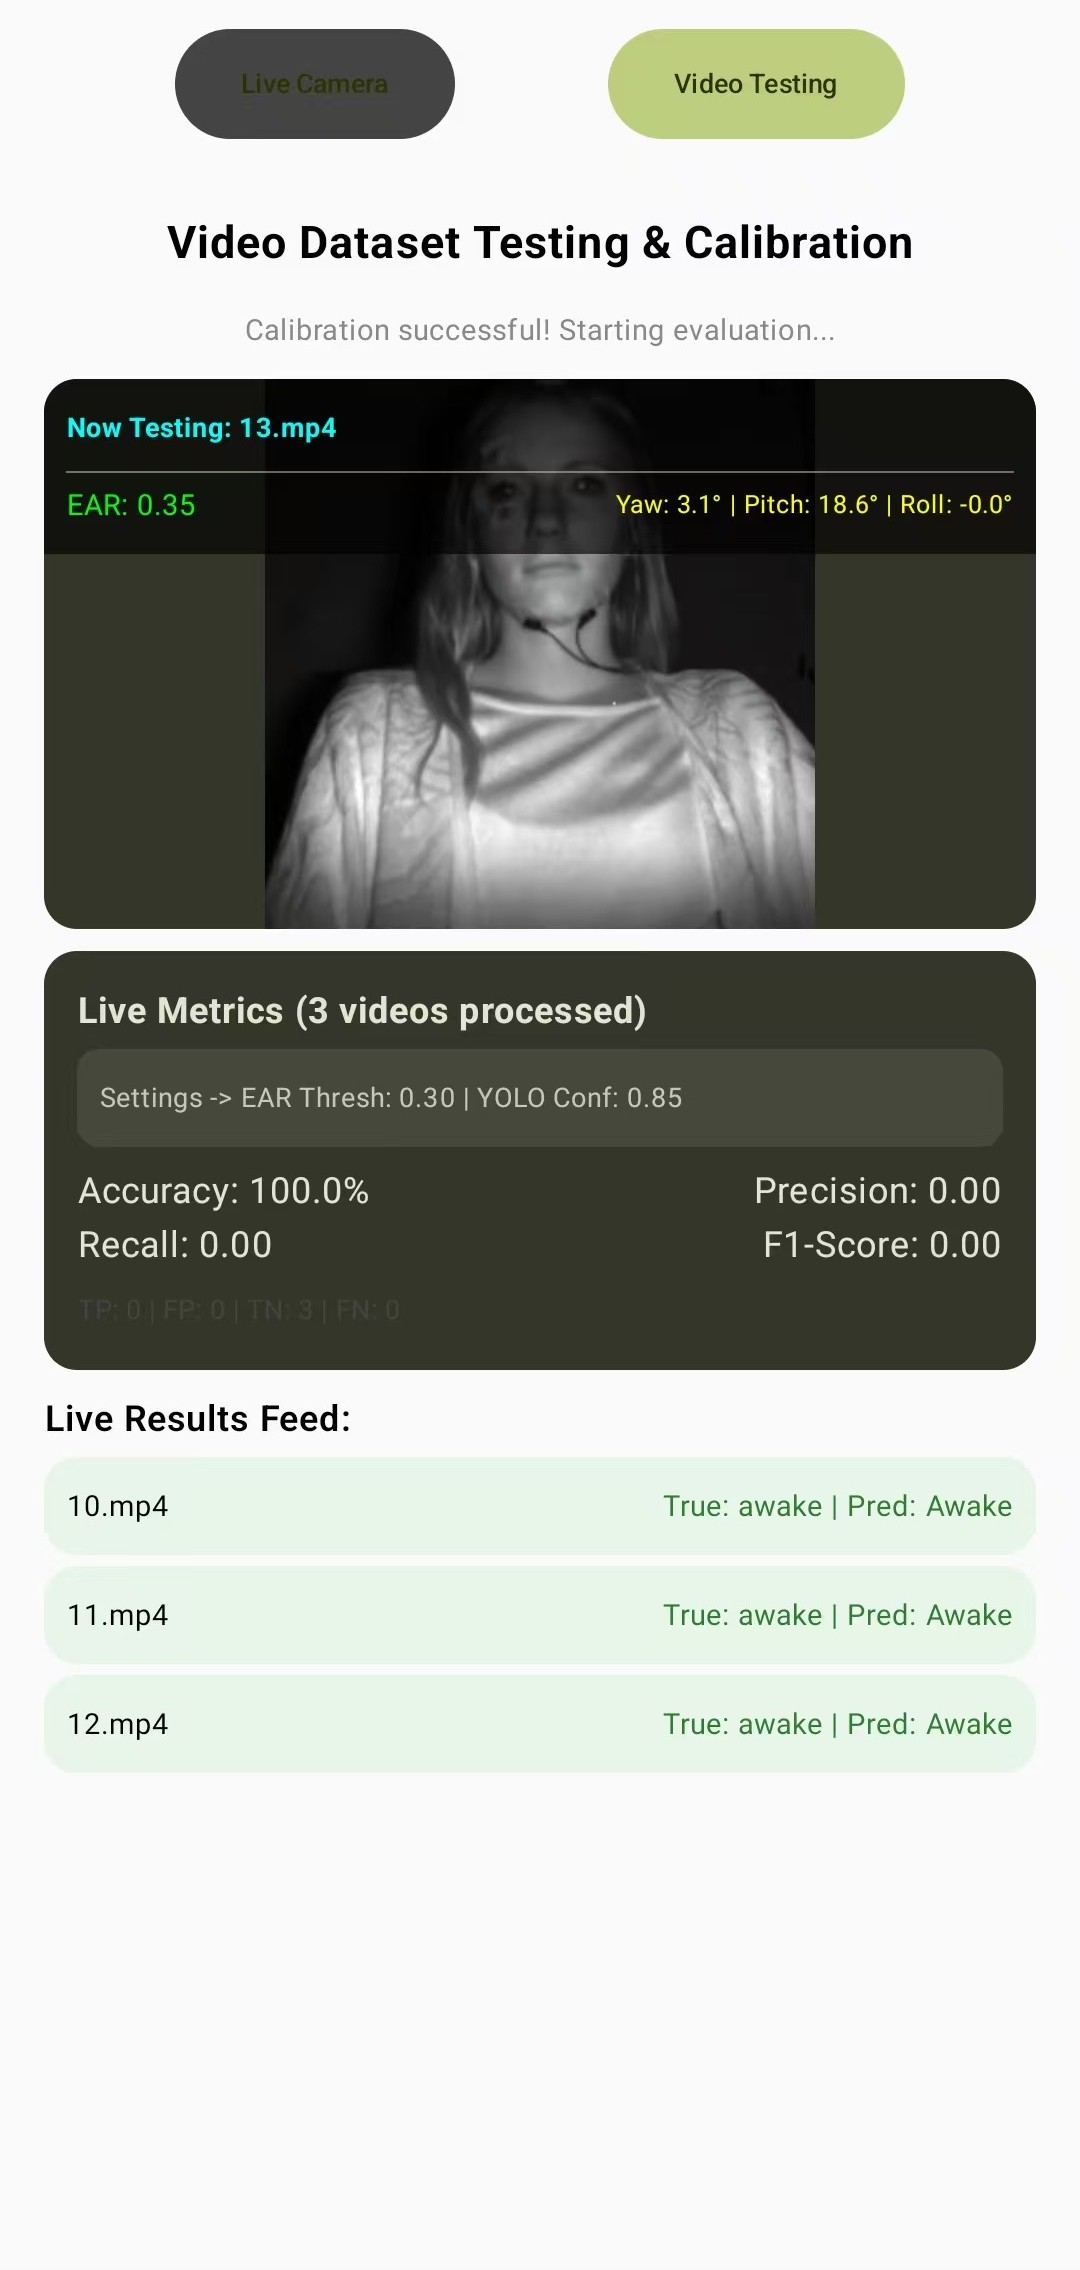 Live Camera
Video Testing
Video Dataset Testing & Calibration
Calibration successful! Starting evaluation...
Now Testing: 13.mp4
EAR: 0.35
Yaw: 3.1° | Pitch: 18.6° | Roll: -0.0°
Live Metrics (3 videos processed)
Settings -> EAR Thresh: 0.30 | YOLO Conf: 0.85
Accuracy: 100.0%
Precision: 0.00
Recall: 0.00
F1-Score: 0.00
TP: 0 | FP: 0 | TN: 3 | FN: 0
Live Results Feed:
10.mp4
True: awake | Pred: Awake
11.mp4
True: awake | Pred: Awake
12.mp4
True: awake | Pred: Awake